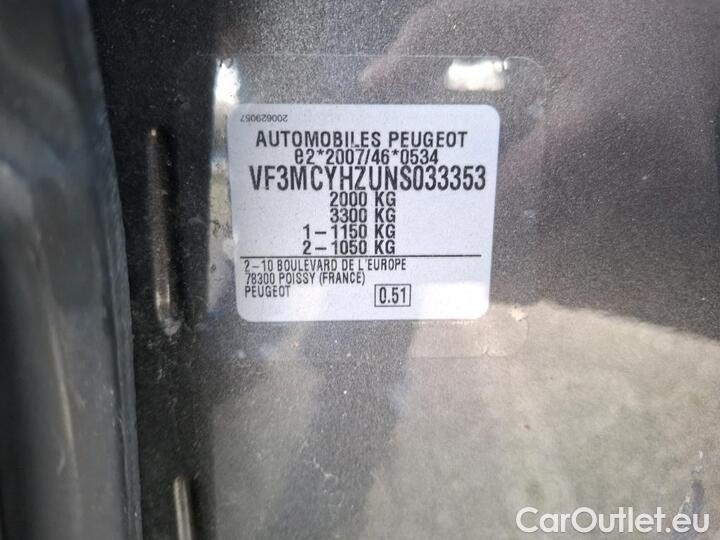 200629057
AUTOMOBILES PEUGEOT
e2*2007/46*0534
VF3MCYHZUNS033353
2000 KG
3300 KG
1-1150 KG
2-1050 KG
2-10 BOULEVARD DE L'EUROPE
78300 POISSY (FRANCE)
PEUGEOT 0.51
CarOutlet.eu